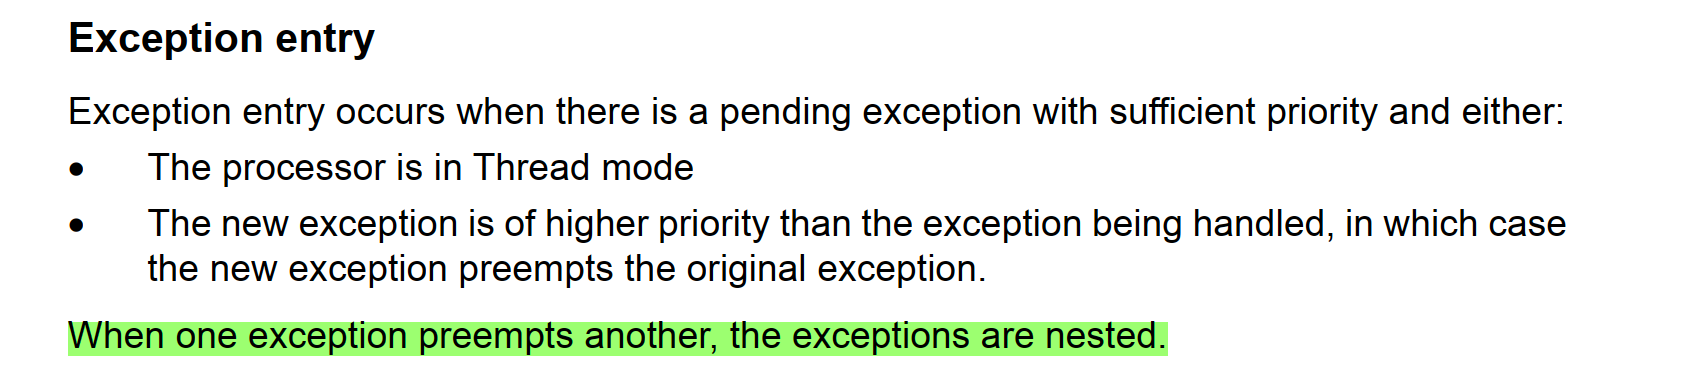 Exception entry
Exception entry occurs when there is a pending exception with sufficient priority and either:
• The processor is in Thread mode
• The new exception is of higher priority than the exception being handled, in which case
the new exception preempts the original exception.
When one exception preempts another, the exceptions are nested.